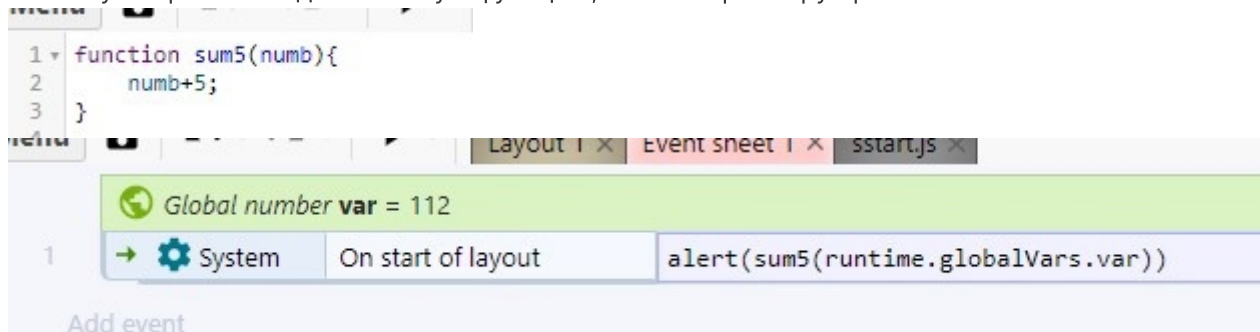 1 function sum5(numb){
2 numb+5;
3 }
Layout 1 × Event sheet 1 × sstart.js ×
Global number var = 112
1 System On start of layout alert(sum5(runtime.globalVars.var))
Add event